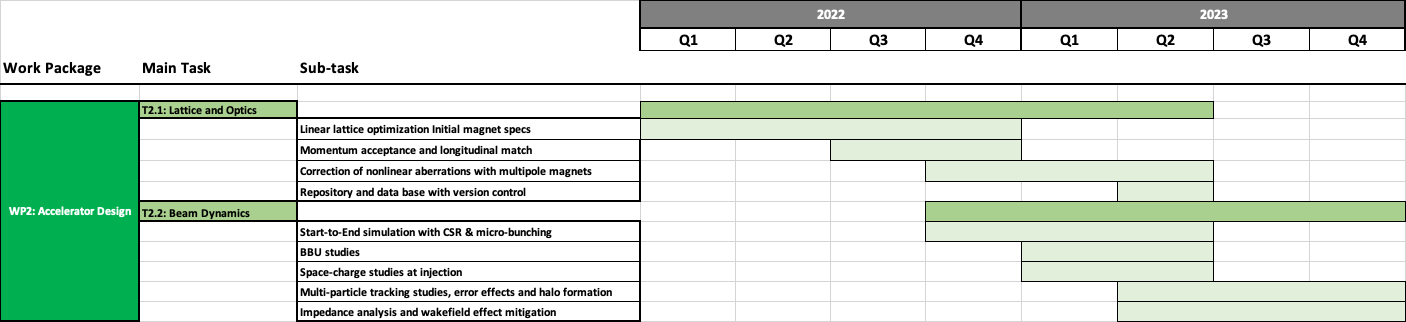 2022 2023
Q1 Q2 Q3 Q4 Q1 Q2 Q3 Q4
Work Package Main Task Sub-task
T2.1: Lattice and Optics
Linear lattice optimization Initial magnet specs
Momentum acceptance and longitudinal match
Correction of nonlinear aberrations with multipole magnets
Repository and data base with version control
WP2: Accelerator Design T2.2: Beam Dynamics
Start-to-End simulation with CSR & micro-bunching
BBU studies
Space-charge studies at injection
Multi-particle tracking studies, error effects and halo formation
Impedance analysis and wakefield effect mitigation